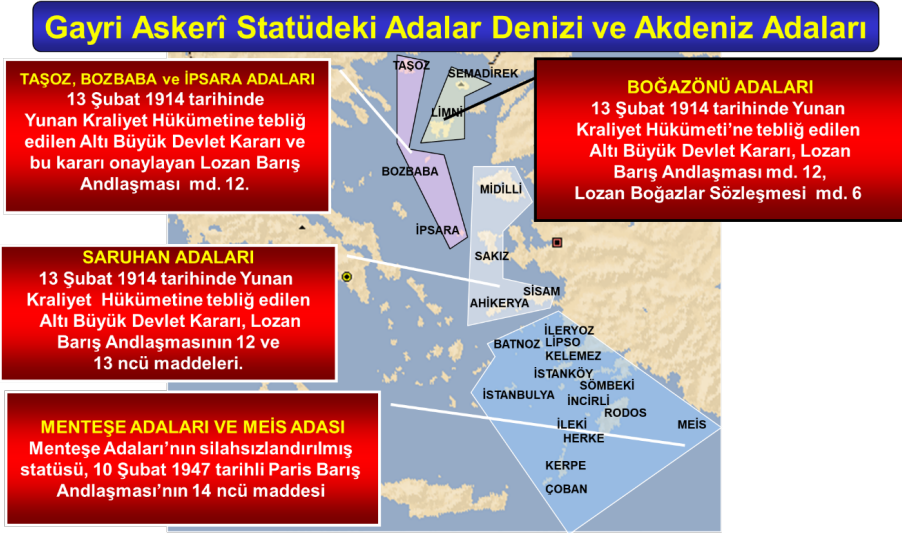 Gayri Askerî Statüdeki Adalar Denizi ve Akdeniz Adaları
TAŞOZ, BOZBABA ve İPSARA ADALARI
13 Şubat 1914 tarihinde
Yunan Kraliyet Hükümetine tebliğ
edilen Altı Büyük Devlet Kararı ve
bu kararı onaylayan Lozan Barış
Andlaşması md. 12.
BOĞAZÖNÜ ADALARI
13 Şubat 1914 tarihinde Yunan
Kraliyet Hükümeti’ne tebliğ edilen
Altı Büyük Devlet Kararı, Lozan
Barış Andlaşması md. 12,
Lozan Boğazlar Sözleşmesi md. 6
SARUHAN ADALARI
13 Şubat 1914 tarihinde Yunan
Kraliyet Hükümetine tebliğ edilen
Altı Büyük Devlet Kararı, Lozan
Barış Andlaşmasının 12 ve
13 ncü maddeleri.
MENTEŞE ADALARI VE MEİS ADASI
Menteşe Adaları’nın silahsızlandırılmış
statüsü, 10 Şubat 1947 tarihli Paris Barış
Andlaşması’nın 14 ncü maddesi
TAŞOZ
SEMADİREK
LİMNİ
BOZBABA
MİDİLLİ
İPSARA
SAKIZ
SİSAM
AHİKERYA
İLERYOZ
BATNOZ
LİPSO
KELEMEZ
İSTANKÖY
SÖMBEKİ
İSTANBULYA
İNCİRLİ
RODOS
İLEKİ
MEİS
HERKE
KERPE
ÇOBAN